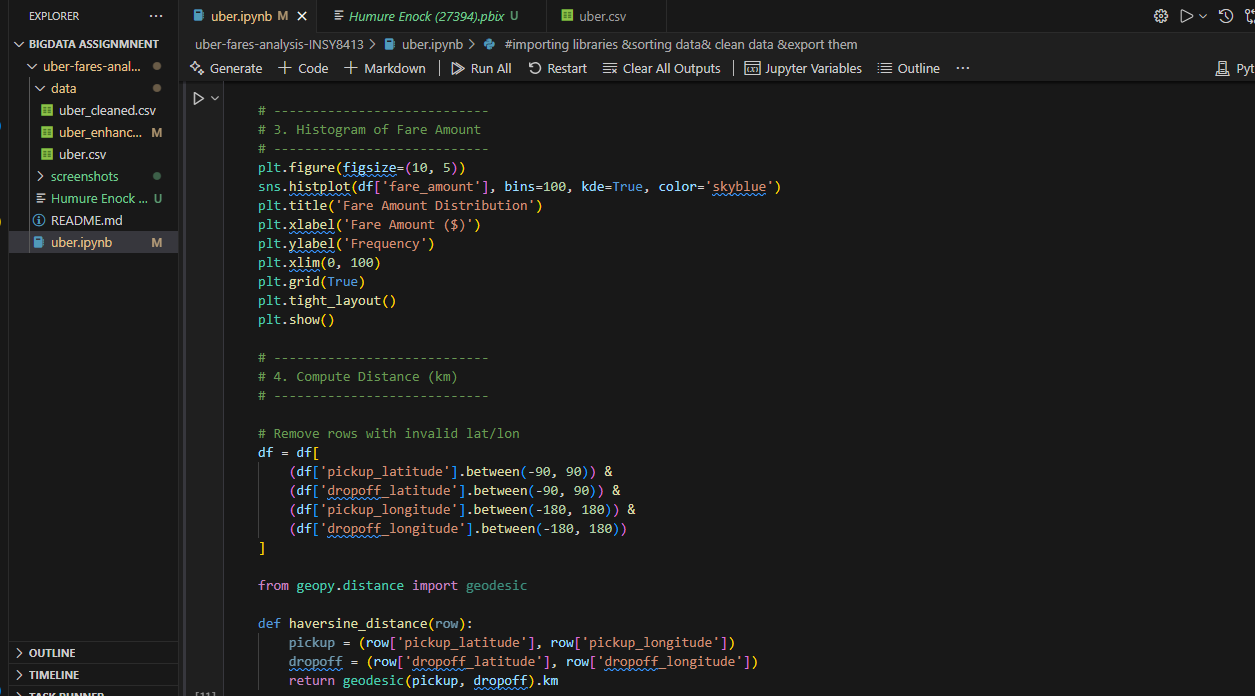 EXPLORER ···
BIGDATA ASSIGNMNENT
uber-fares-anal...
data
uber_cleaned.csv
uber_enhanc... M
uber.csv
screenshots
Humure Enock ... U
README.md
uber.ipynb M
OUTLINE
TIMELINE
TASK RUNNER
uber.ipynb M
Humure Enock (27394).pbix U
uber.csv
uber-fares-analysis-INSY8413 > uber.ipynb > #importing libraries &sorting data& clean data &export them
Generate + Code + Markdown Run All Restart Clear All Outputs Jupyter Variables Outline ··· Pyt
# ----------------------------
# 3. Histogram of Fare Amount
# ----------------------------
plt.figure(figsize=(10, 5))
sns.histplot(df['fare_amount'], bins=100, kde=True, color='skyblue')
plt.title('Fare Amount Distribution')
plt.xlabel('Fare Amount ($)')
plt.ylabel('Frequency')
plt.xlim(0, 100)
plt.grid(True)
plt.tight_layout()
plt.show()
# ----------------------------
# 4. Compute Distance (km)
# ----------------------------
# Remove rows with invalid lat/lon
df = df[
(df['pickup_latitude'].between(-90, 90)) &
(df['dropoff_latitude'].between(-90, 90)) &
(df['pickup_longitude'].between(-180, 180)) &
(df['dropoff_longitude'].between(-180, 180))
]
from geopy.distance import geodesic
def haversine_distance(row):
pickup = (row['pickup_latitude'], row['pickup_longitude'])
dropoff = (row['dropoff_latitude'], row['dropoff_longitude'])
return geodesic(pickup, dropoff).km